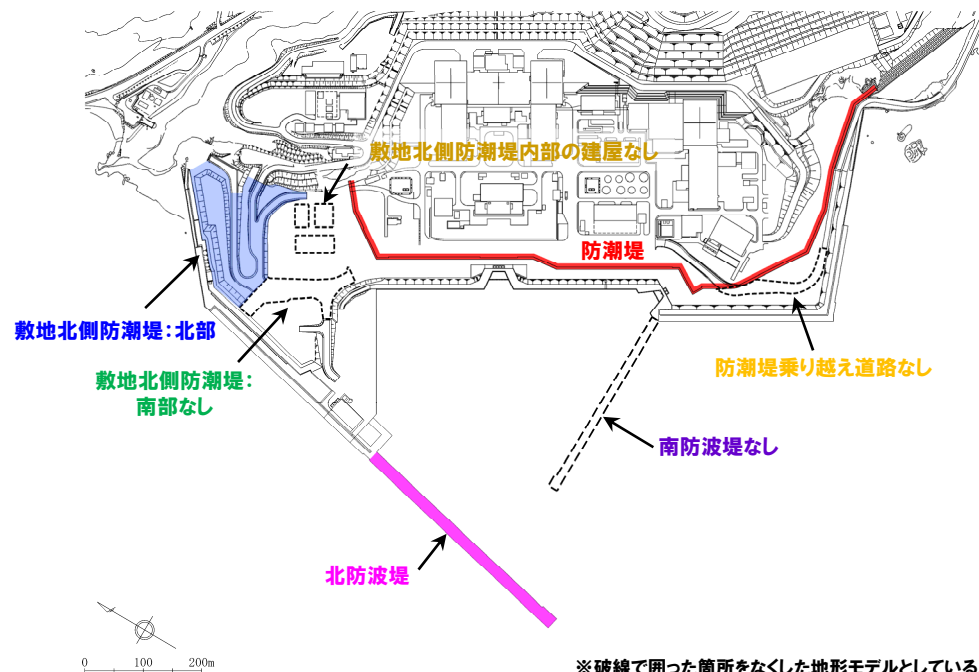 敷地北側防潮堤内部の建屋なし
防潮堤
敷地北側防潮堤：北部
敷地北側防潮堤：
南部なし
防潮堤乗り越え道路なし
南防波堤なし
北防波堤
0 100 200m
※破線で囲った箇所をなくした地形モデルとしている